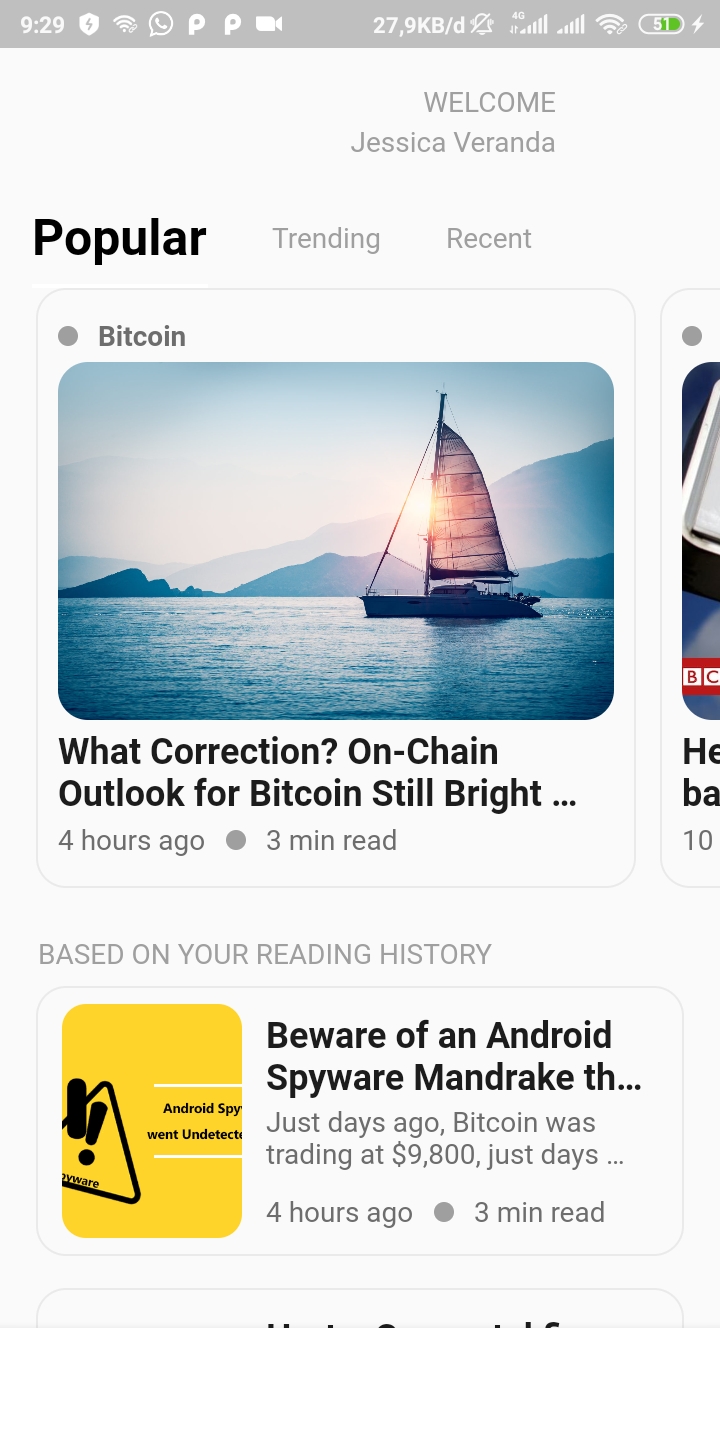 9:29 27,9KB/d 4G 51
WELCOME
Jessica Veranda
Popular Trending Recent
Bitcoin
What Correction? On-Chain
Outlook for Bitcoin Still Bright ...
4 hours ago 3 min read
BC
He
ba
10
BASED ON YOUR READING HISTORY
Android Spy
went Undetecte
pyware
Beware of an Android
Spyware Mandrake th...
Just days ago, Bitcoin was
trading at $9,800, just days ...
4 hours ago 3 min read